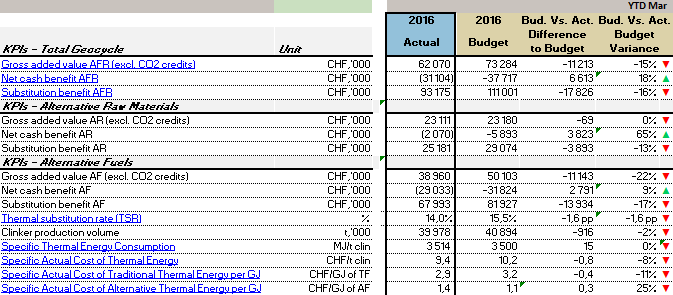 YTD Mar
2016 2016 Bud. Vs. Act. Bud. Vs. Act.
Actual Budget Difference to Budget Budget Variance
KPIs - Total Geocycle Unit
Gross added value AFR (excl. CO2 credits) CHF,'000 62 070 73 284 -11 213 -15% ▼
Net cash benefit AFR CHF,'000 (31 104) -37 717 6 613 18% ▲
Substitution benefit AFR CHF,'000 93 175 111 001 -17 826 -16% ▼
KPIs - Alternative Raw Materials
Gross added value AR (excl. CO2 credits) CHF,'000 23 111 23 180 -69 0% ▼
Net cash benefit AR CHF,'000 (2 070) -5 893 3 823 65% ▲
Substitution benefit AR CHF,'000 25 181 29 074 -3 893 -13% ▼
KPIs - Alternative Fuels
Gross added value AF (excl. CO2 credits) CHF,'000 38 960 50 103 -11 143 -22% ▼
Net cash benefit AF CHF,'000 (29 033) -31 824 2 791 9% ▲
Substitution benefit AF CHF,'000 67 993 81 927 -13 934 -17% ▼
Thermal substitution rate (TSR) % 14,0% 15,5% -1,6 pp -1,6 pp ▼
Clinker production volume t,'000 39 978 40 894 -916 -2% ▼
Specific Thermal Energy Consumption MJ/t clin 3 514 3 500 15 0% ▼
Specific Actual Cost of Thermal Energy CHF/t clin 9,4 10,2 -0,8 -8% ▼
Specific Actual Cost of Traditional Thermal Energy per GJ CHF/GJ of TF 2,9 3,2 -0,4 -11% ▼
Specific Actual Cost of Alternative Thermal Energy per GJ CHF/GJ of AF 1,4 1,1 0,3 25% ▼